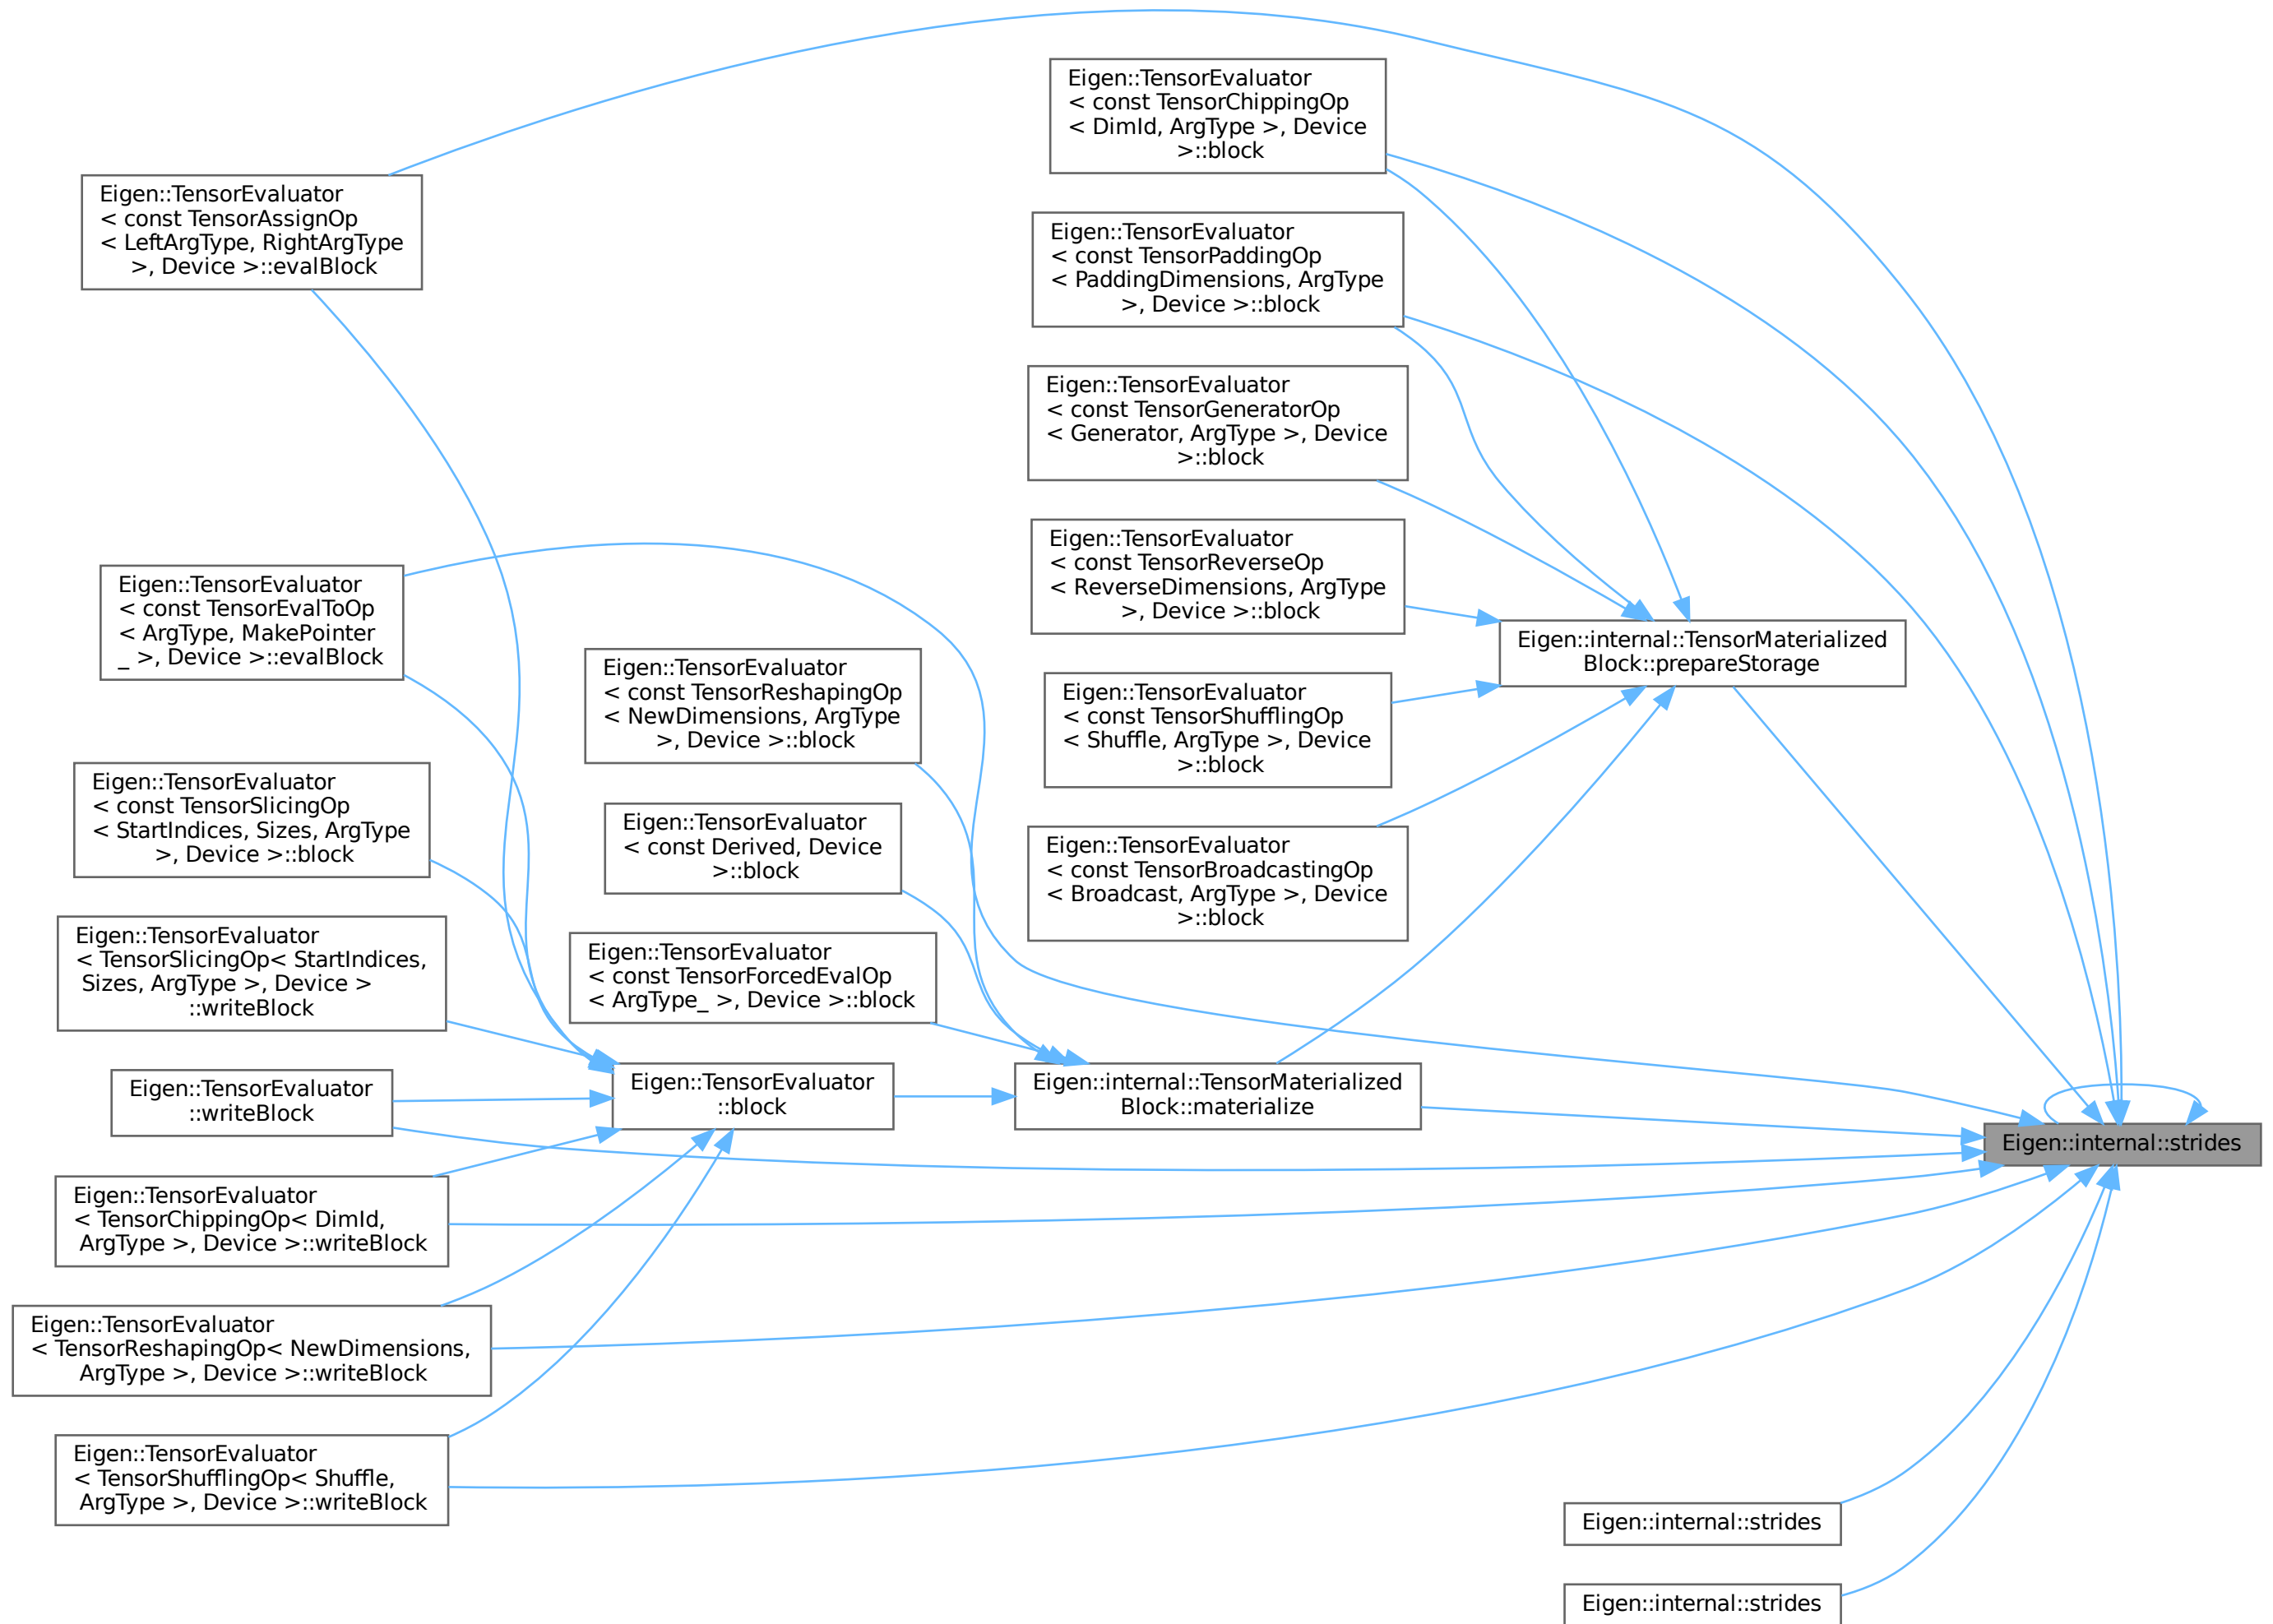 Eigen::TensorEvaluator
< const TensorChippingOp
< DimId, ArgType >, Device
>::block
Eigen::TensorEvaluator
< const TensorAssignOp
< LeftArgType, RightArgType
>, Device >::evalBlock
Eigen::TensorEvaluator
< const TensorPaddingOp
< PaddingDimensions, ArgType
>, Device >::block
Eigen::TensorEvaluator
< const TensorGeneratorOp
< Generator, ArgType >, Device
>::block
Eigen::TensorEvaluator
< const TensorReverseOp
< ReverseDimensions, ArgType
>, Device >::block
Eigen::TensorEvaluator
< const TensorEvalToOp
< ArgType, MakePointer
_ >, Device >::evalBlock
Eigen::internal::TensorMaterialized
Block::prepareStorage
Eigen::TensorEvaluator
< const TensorReshapingOp
< NewDimensions, ArgType
>, Device >::block
Eigen::TensorEvaluator
< const TensorShufflingOp
< Shuffle, ArgType >, Device
>::block
Eigen::TensorEvaluator
< const TensorSlicingOp
< StartIndices, Sizes, ArgType
>, Device >::block
Eigen::TensorEvaluator
< const Derived, Device
>::block
Eigen::TensorEvaluator
< const TensorBroadcastingOp
< Broadcast, ArgType >, Device
>::block
Eigen::TensorEvaluator
< TensorSlicingOp< StartIndices,
Sizes, ArgType >, Device >
::writeBlock
Eigen::TensorEvaluator
< const TensorForcedEvalOp
< ArgType_ >, Device >::block
Eigen::TensorEvaluator
::writeBlock
Eigen::TensorEvaluator
::block
Eigen::internal::TensorMaterialized
Block::materialize
Eigen::internal::strides
Eigen::TensorEvaluator
< TensorChippingOp< DimId,
ArgType >, Device >::writeBlock
Eigen::TensorEvaluator
< TensorReshapingOp< NewDimensions,
ArgType >, Device >::writeBlock
Eigen::TensorEvaluator
< TensorShufflingOp< Shuffle,
ArgType >, Device >::writeBlock
Eigen::internal::strides
Eigen::internal::strides